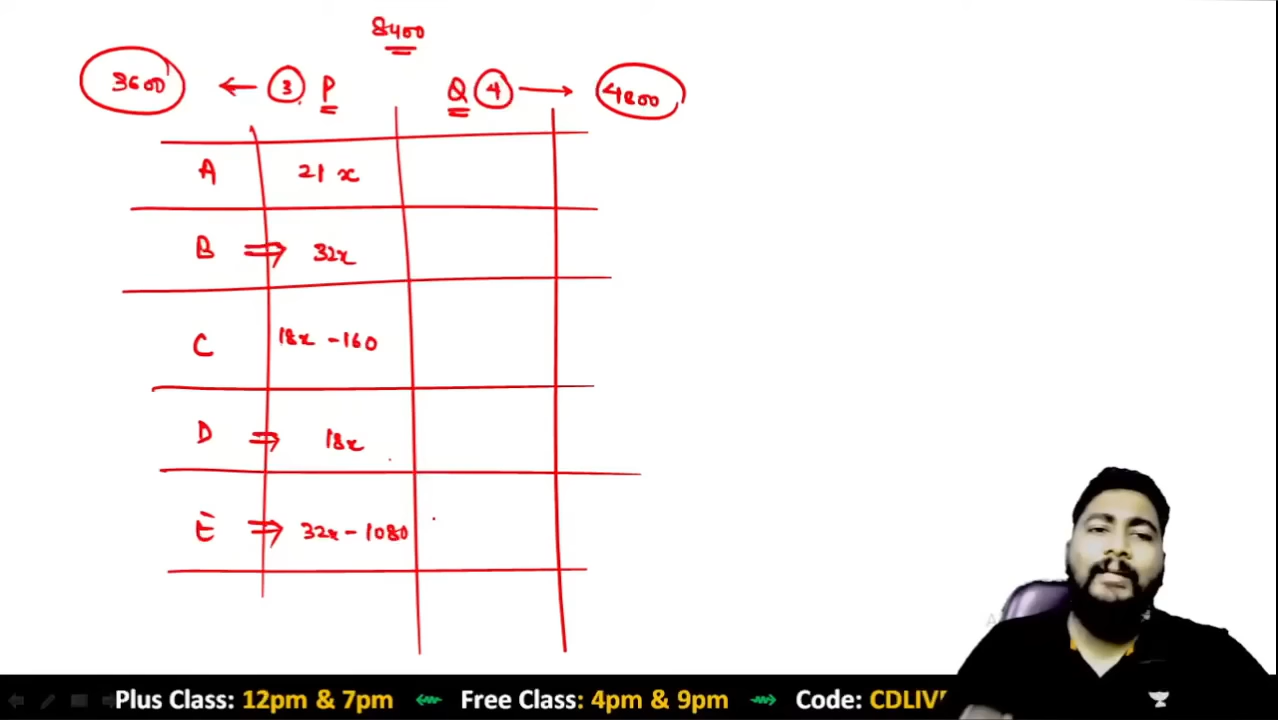 8400
3600 ← 3 P Q 4 → 4800
A 21x
B ⇒ 32x
C 18x - 160
D ⇒ 18x
E ⇒ 32x - 1080
Plus Class: 12pm & 7pm Free Class: 4pm & 9pm Code: CDLIVE